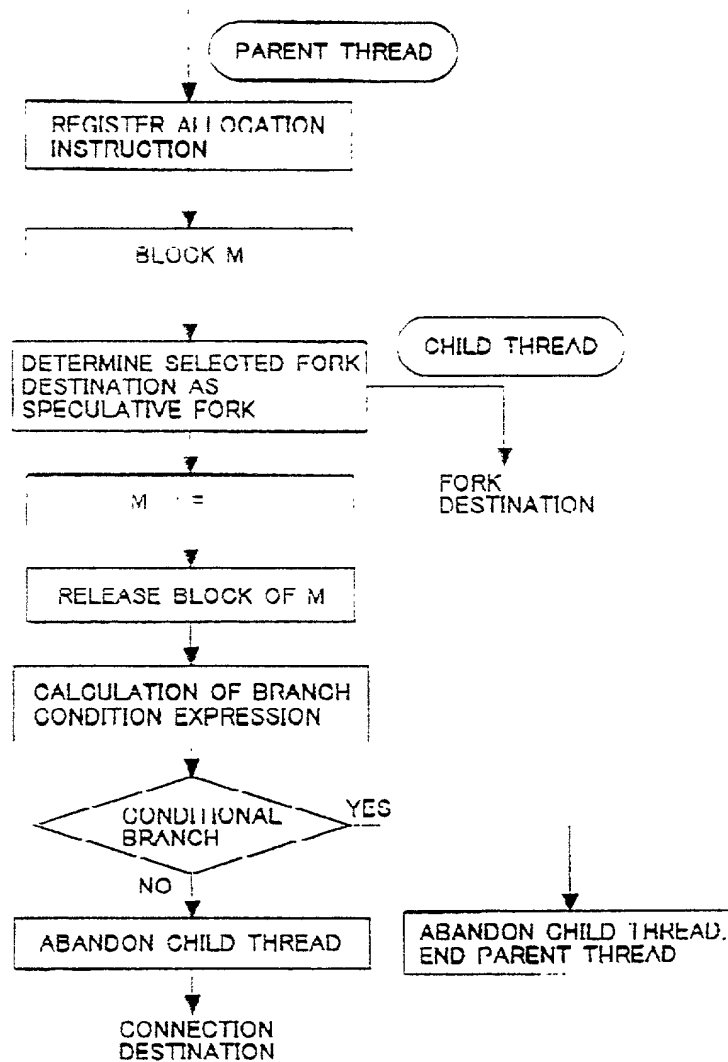 PARENT THREAD
REGISTER ALLOCATION
INSTRUCTION
BLOCK M
CHILD THREAD
DETERMINE SELECTED FORK
DESTINATION AS
SPECULATIVE FORK
FORK
DESTINATION
M : =
RELEASE BLOCK OF M
CALCULATION OF BRANCH
CONDITION EXPRESSION
CONDITIONAL
BRANCH
YES
NO
ABANDON CHILD THREAD
ABANDON CHILD THREAD,
END PARENT THREAD
CONNECTION
DESTINATION